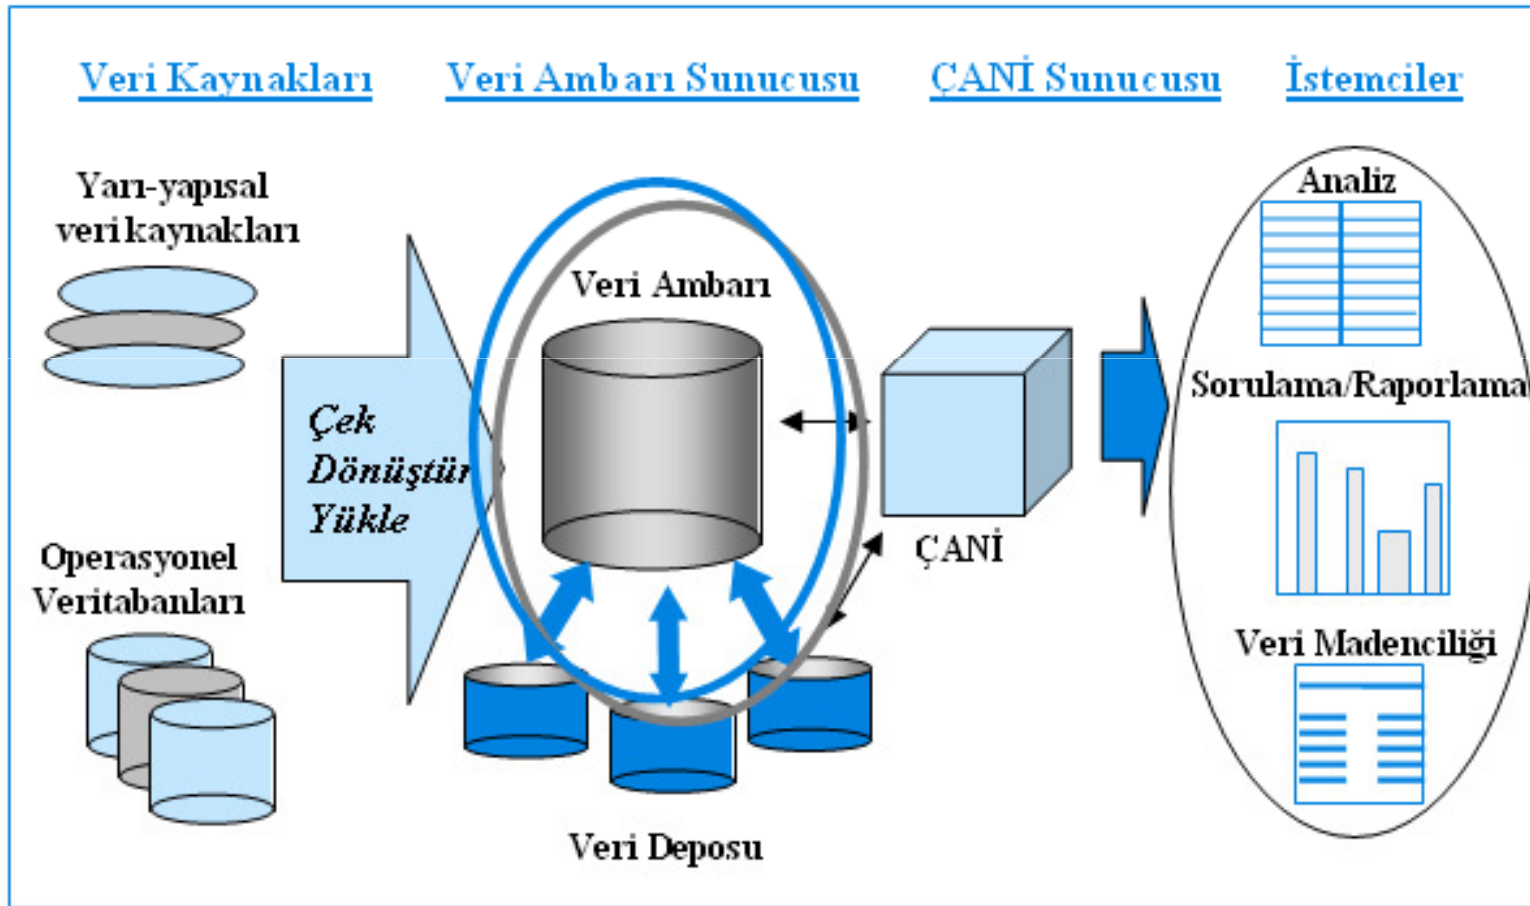 Veri Kaynakları
Veri Ambarı Sunucusu
ÇANİ Sunucusu
İstemciler
Yarı-yapısal
veri kaynakları
Operasyonel
Veritabanları
Çek
Dönüştür
Yükle
Veri Ambarı
Veri Deposu
ÇANİ
Analiz
Sorulama/Raporlama
Veri Madenciliği